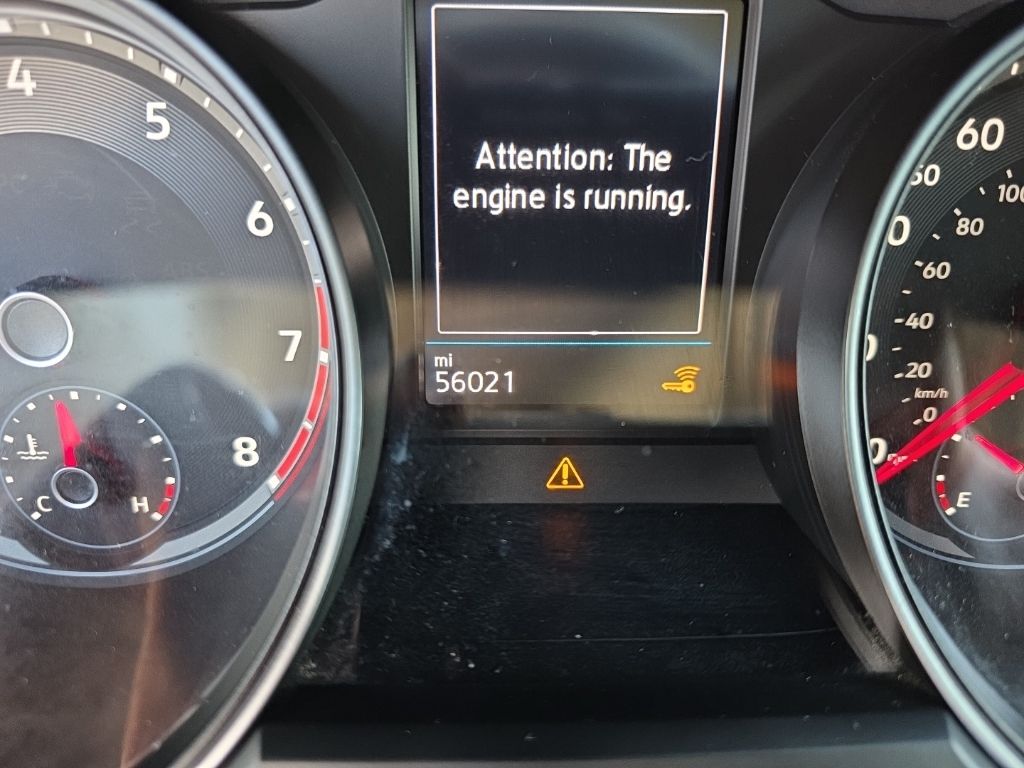 4
5
6
7
8
C H
Attention: The
engine is running.
mi
56021
60
100
80
60
40
20
km/h
0
E